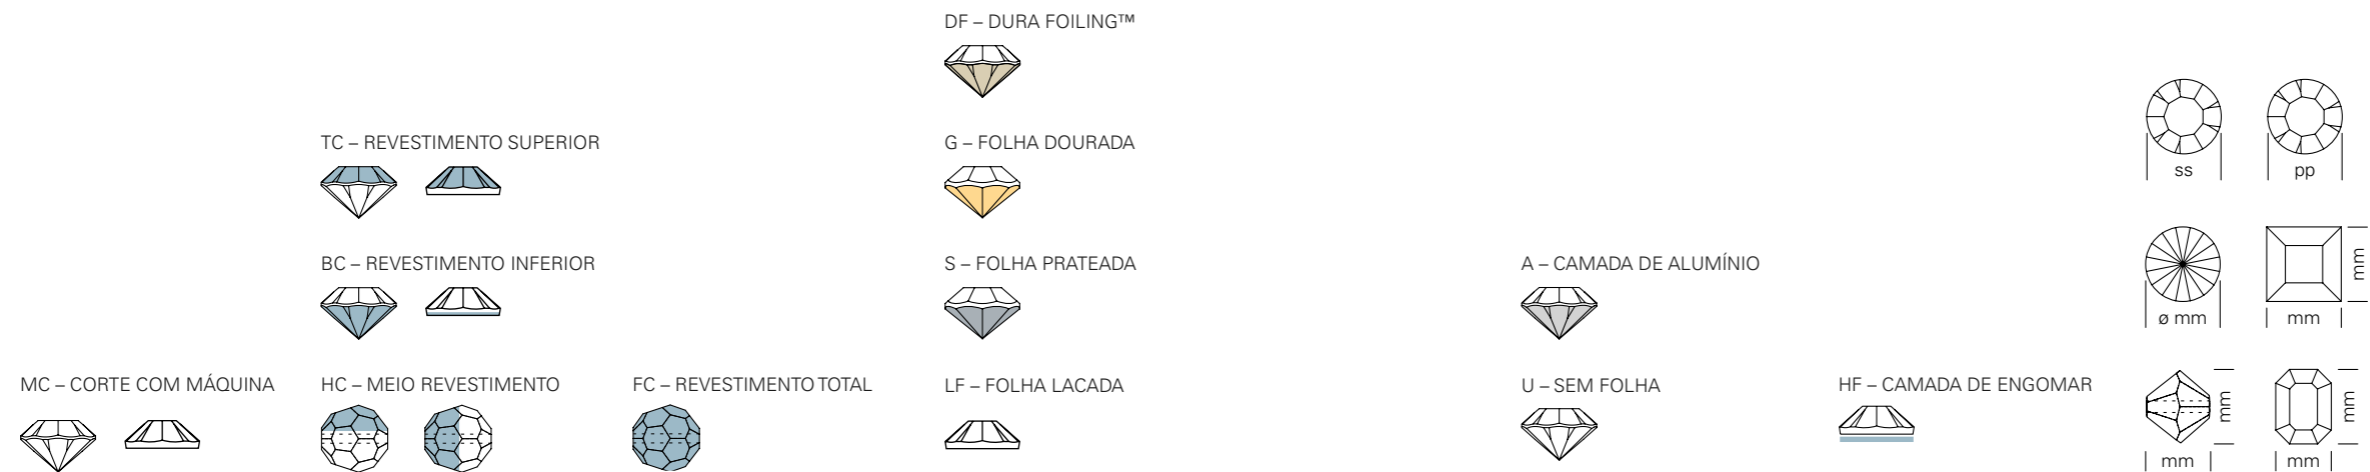 DF – DURA FOILING™
TC – REVESTIMENTO SUPERIOR
G – FOLHA DOURADA
ss
pp
BC – REVESTIMENTO INFERIOR
S – FOLHA PRATEADA
A – CAMADA DE ALUMÍNIO
mm
ø mm
mm
MC – CORTE COM MÁQUINA
HC – MEIO REVESTIMENTO
FC – REVESTIMENTO TOTAL
LF – FOLHA LACADA
U – SEM FOLHA
HF – CAMADA DE ENGOMAR
mm
mm
mm
mm